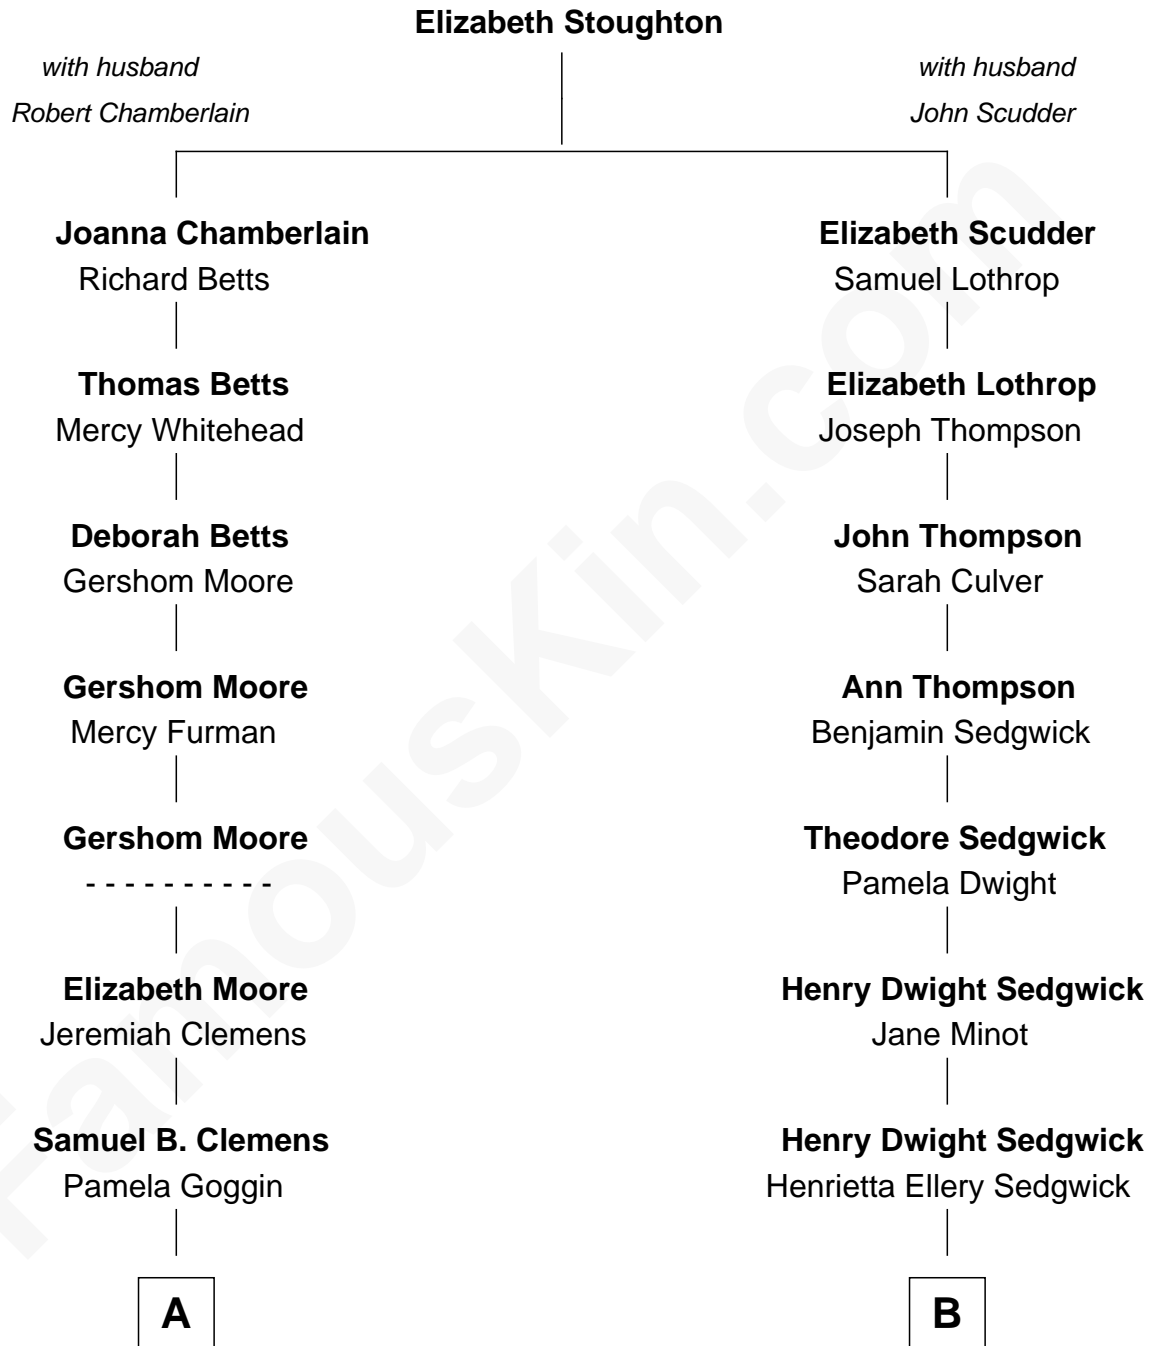 Elizabeth Stoughton
with husband
Robert Chamberlain
with husband
John Scudder
Joanna Chamberlain
Richard Betts
Elizabeth Scudder
Samuel Lothrop
Thomas Betts
Mercy Whitehead
Elizabeth Lothrop
Joseph Thompson
Deborah Betts
Gershom Moore
John Thompson
Sarah Culver
Gershom Moore
Mercy Furman
Ann Thompson
Benjamin Sedgwick
Gershom Moore
- - - - - - - - - -
Theodore Sedgwick
Pamela Dwight
Elizabeth Moore
Jeremiah Clemens
Henry Dwight Sedgwick
Jane Minot
Samuel B. Clemens
Pamela Goggin
Henry Dwight Sedgwick
Henrietta Ellery Sedgwick
A
B
FamousKin.com